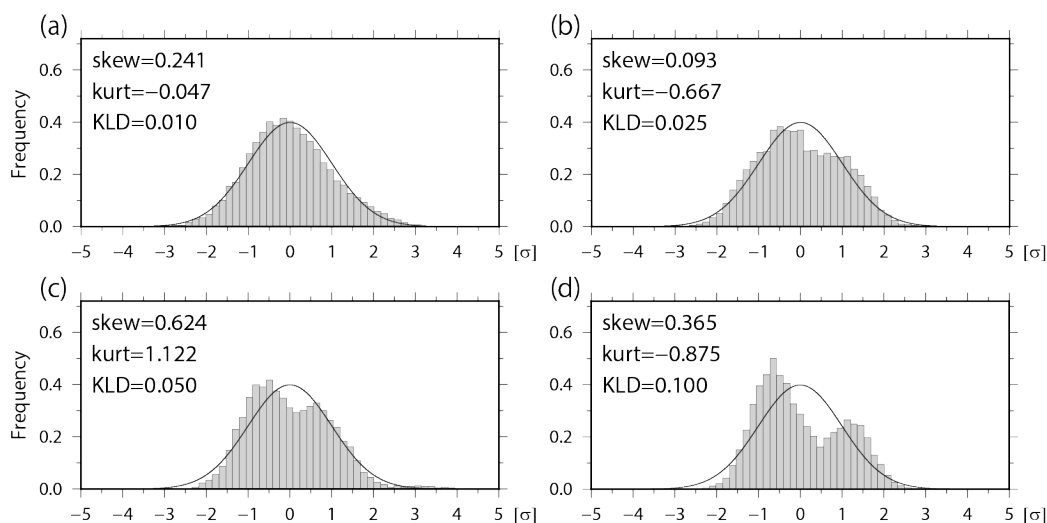 (a)
skew=0.241
kurt=−0.047
KLD=0.010
Frequency
0.6
0.4
0.2
0.0
−5 −4 −3 −2 −1 0 1 2 3 4 5 [σ]
(b)
skew=0.093
kurt=−0.667
KLD=0.025
0.6
0.4
0.2
0.0
−5 −4 −3 −2 −1 0 1 2 3 4 5 [σ]
(c)
skew=0.624
kurt=1.122
KLD=0.050
Frequency
0.6
0.4
0.2
0.0
−5 −4 −3 −2 −1 0 1 2 3 4 5 [σ]
(d)
skew=0.365
kurt=−0.875
KLD=0.100
0.6
0.4
0.2
0.0
−5 −4 −3 −2 −1 0 1 2 3 4 5 [σ]